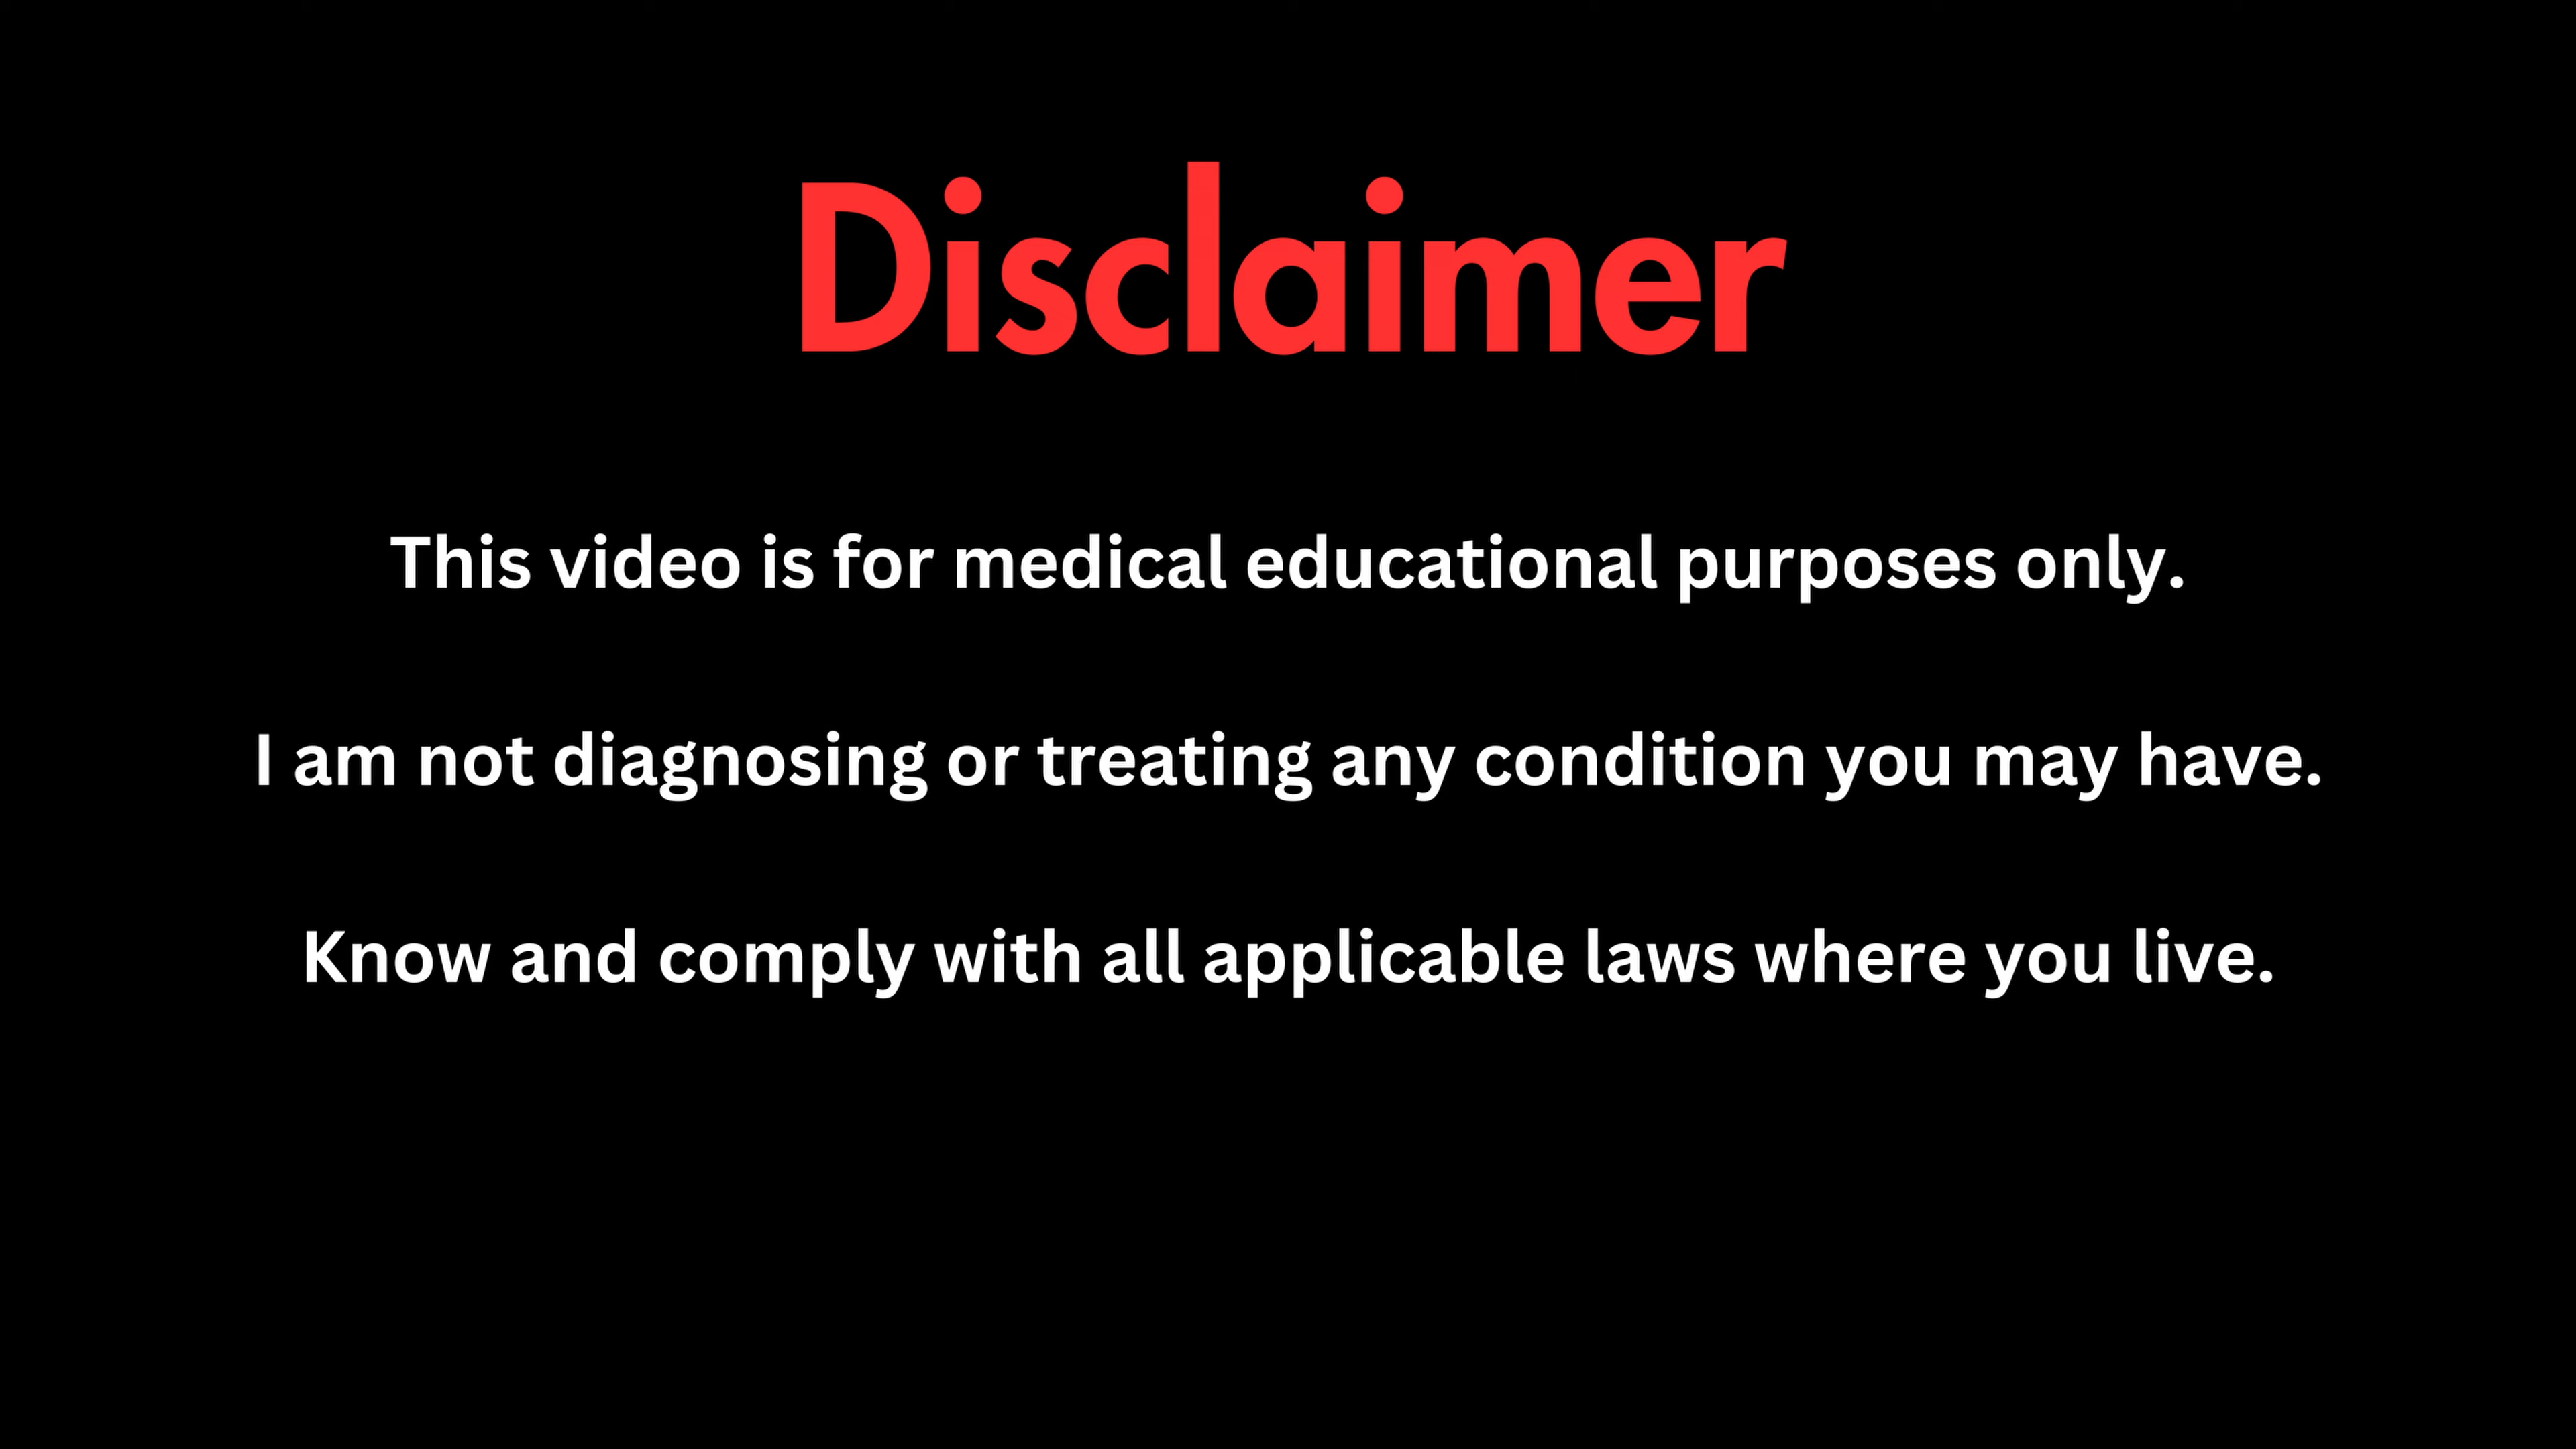 Disclaimer
This video is for medical educational purposes only.
I am not diagnosing or treating any condition you may have.
Know and comply with all applicable laws where you live.